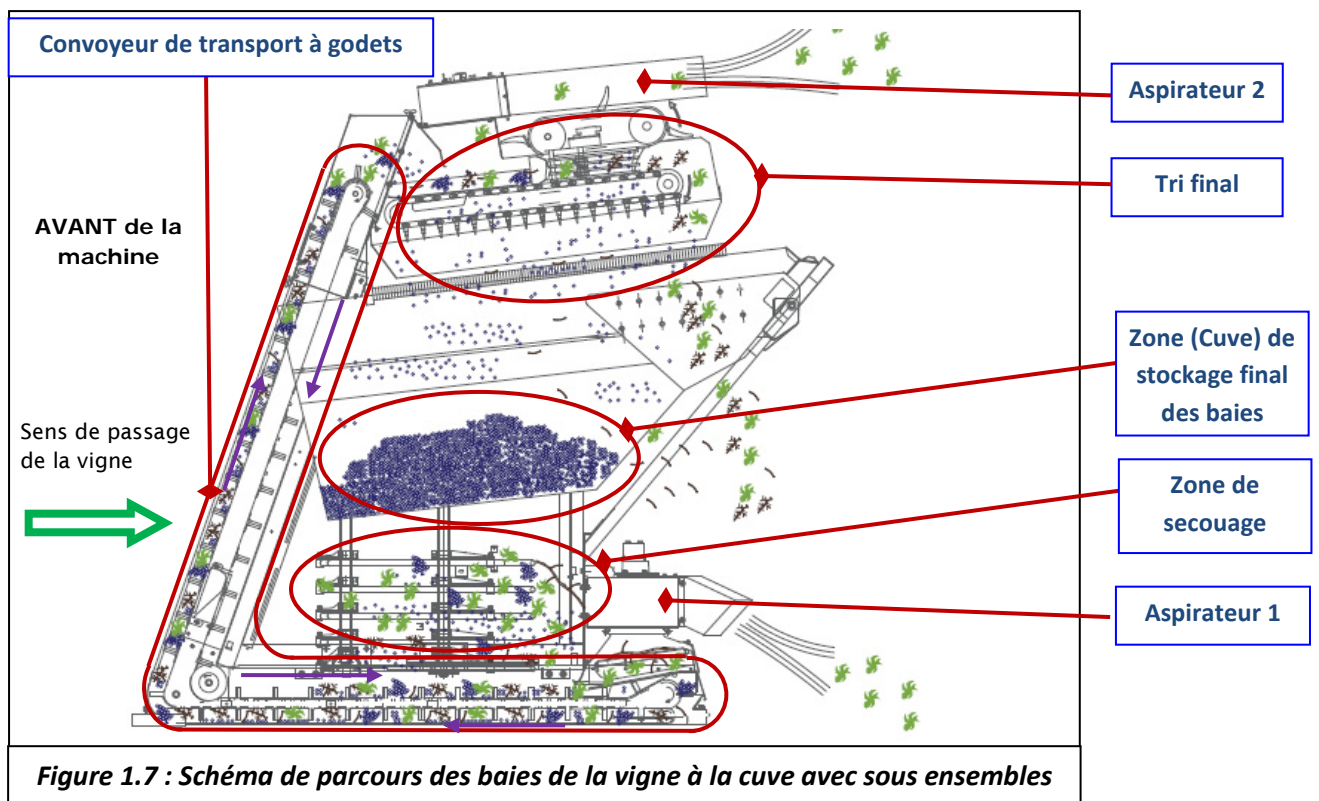 Convoyeur de transport à godets
Aspirateur 2
Tri final
AVANT de la
machine
Zone (Cuve) de
stockage final
des baies
Sens de passage
de la vigne
Zone de
secouage
Aspirateur 1
Figure 1.7 : Schéma de parcours des baies de la vigne à la cuve avec sous ensembles